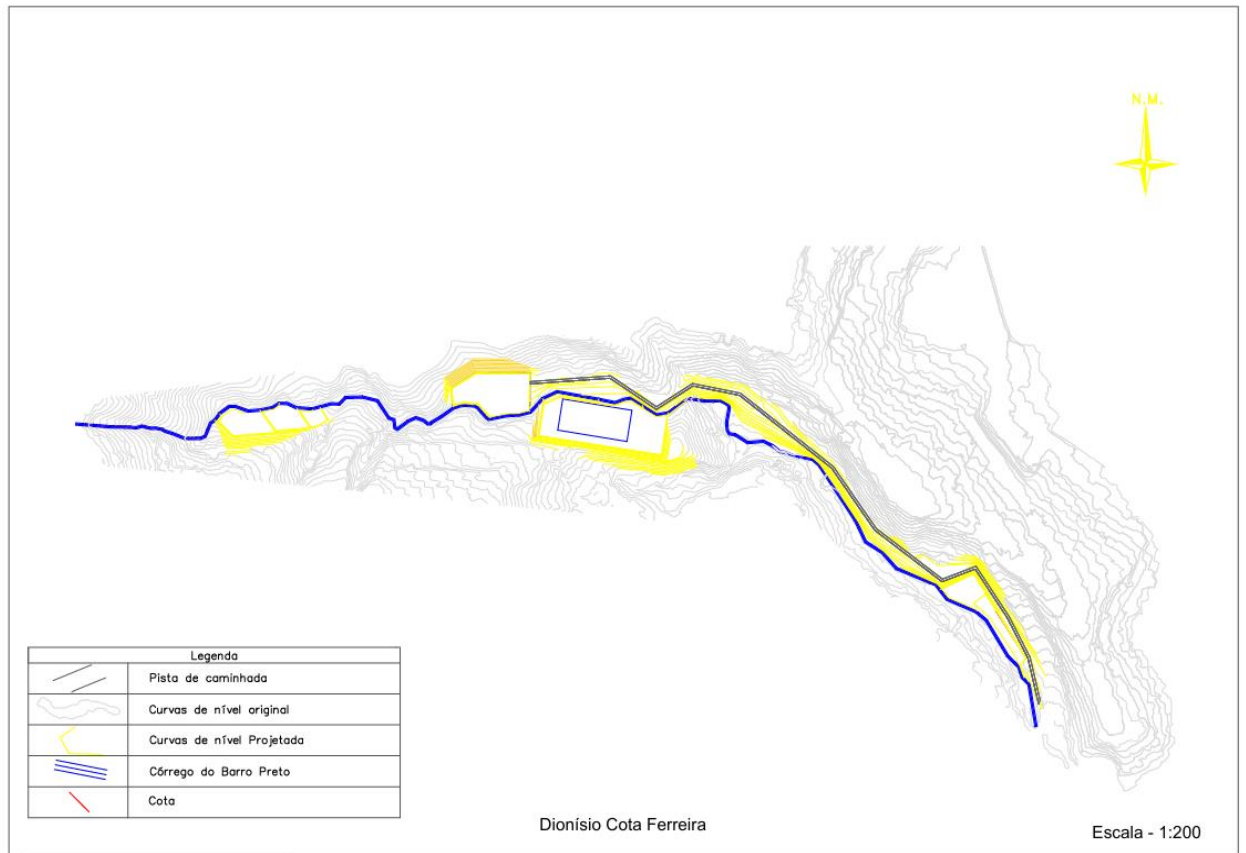 N.M.
Legenda
Pista de caminhada
Curvas de nível original
Curvas de nível Projetada
Córrego do Barro Preto
Cota
Dionísio Cota Ferreira
Escala - 1:200